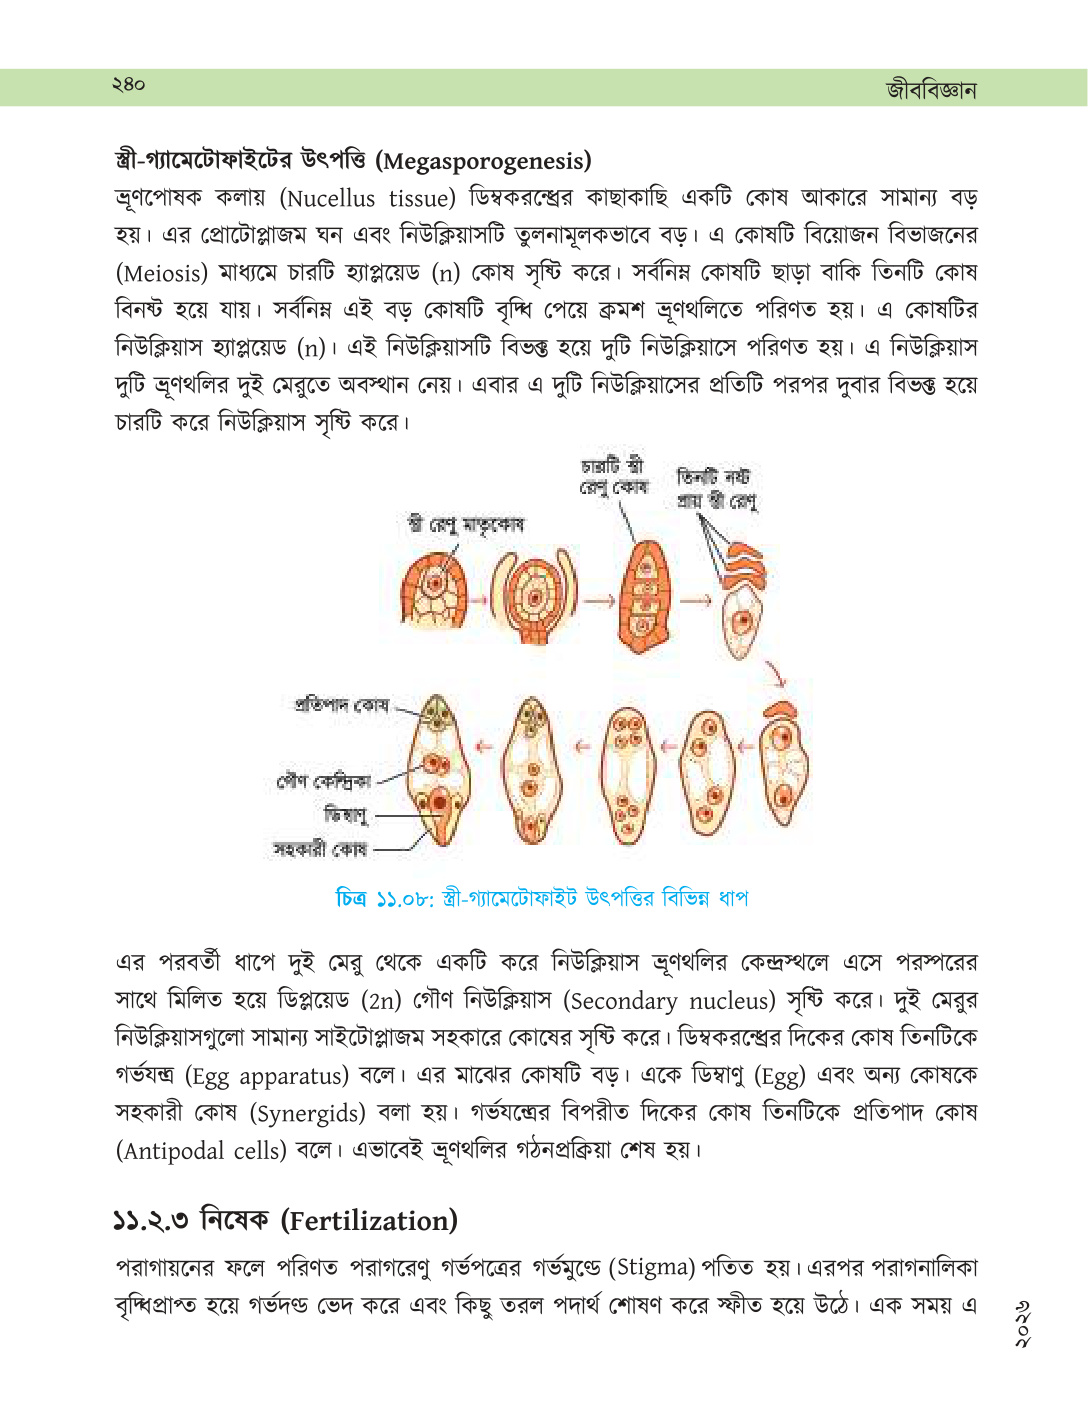 ২৪০
জীববিজ্ঞান
স্ত্রী-গ্যামেটোফাইটের উৎপত্তি (Megasporogenesis)
ভ্রূণপোষক কলায় (Nucellus tissue) ডিম্বকরন্ধ্রের কাছাকাছি একটি কোষ আকারে সামান্য বড়
হয়। এর প্রোটোপ্লাজম ঘন এবং নিউক্লিয়াসটি তুলনামূলকভাবে বড়। এ কোষটি বিয়োজন বিভাজনের
(Meiosis) মাধ্যমে চারটি হ্যাপ্লয়েড (n) কোষ সৃষ্টি করে। সর্বনিম্ন কোষটি ছাড়া বাকি তিনটি কোষ
বিনষ্ট হয়ে যায়। সর্বনিম্ন এই বড় কোষটি বৃদ্ধি পেয়ে ক্রমশ ভ্রূণথলিতে পরিণত হয়। এ কোষটির
নিউক্লিয়াস হ্যাপ্লয়েড (n)। এই নিউক্লিয়াসটি বিভক্ত হয়ে দুটি নিউক্লিয়াসে পরিণত হয়। এ নিউক্লিয়াস
দুটি ভ্রূণথলির দুই মেরুতে অবস্থান নেয়। এবার এ দুটি নিউক্লিয়াসের প্রতিটি পরপর দুবার বিভক্ত হয়ে
চারটি করে নিউক্লিয়াস সৃষ্টি করে।
চারটি স্ত্রী
রেণু কোষ
তিনটি নষ্ট
প্রায় স্ত্রী রেণু
স্ত্রী রেণু মাতৃকোষ
প্রতিপাদ কোষ
গৌণ কেন্দ্রিকা
ডিম্বাণু
সহকারী কোষ
চিত্র ১১.০৮: স্ত্রী-গ্যামেটোফাইট উৎপত্তির বিভিন্ন ধাপ
এর পরবর্তী ধাপে দুই মেরু থেকে একটি করে নিউক্লিয়াস ভ্রূণথলির কেন্দ্রস্থলে এসে পরস্পরের
সাথে মিলিত হয়ে ডিপ্লয়েড (2n) গৌণ নিউক্লিয়াস (Secondary nucleus) সৃষ্টি করে। দুই মেরুর
নিউক্লিয়াসগুলো সামান্য সাইটোপ্লাজম সহকারে কোষের সৃষ্টি করে। ডিম্বকরন্ধ্রের দিকের কোষ তিনটিকে
গর্ভযন্ত্র (Egg apparatus) বলে। এর মাঝের কোষটি বড়। একে ডিম্বাণু (Egg) এবং অন্য কোষকে
সহকারী কোষ (Synergids) বলা হয়। গর্ভযন্ত্রের বিপরীত দিকের কোষ তিনটিকে প্রতিপাদ কোষ
(Antipodal cells) বলে। এভাবেই ভ্রূণথলির গঠনপ্রক্রিয়া শেষ হয়।
১১.২.৩ নিষেক (Fertilization)
পরাগায়নের ফলে পরিণত পরাগরেণু গর্ভপত্রের গর্ভমুণ্ডে (Stigma) পতিত হয়। এরপর পরাগনালিকা
বৃদ্ধিপ্রাপ্ত হয়ে গর্ভদণ্ড ভেদ করে এবং কিছু তরল পদার্থ শোষণ করে স্ফীত হয়ে উঠে। এক সময় এ
২০২৬